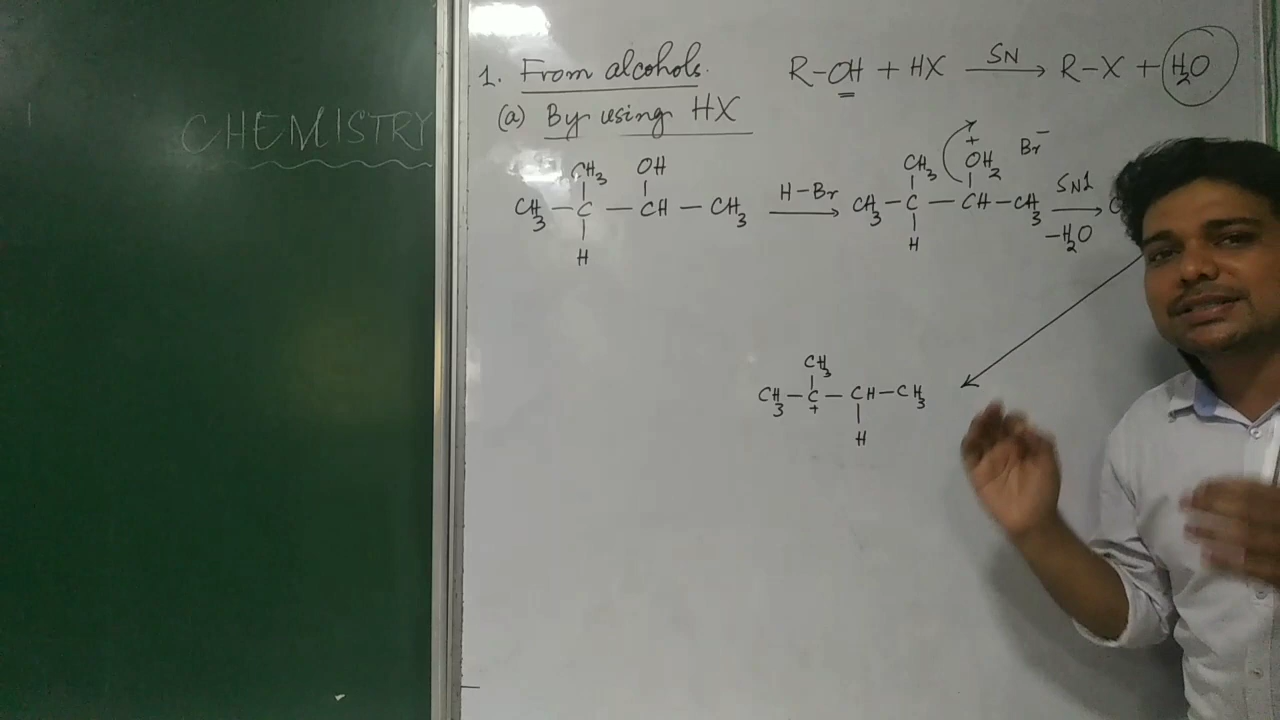 CHEMISTRY
1. From alcohols. R-OH + HX SN R-X + H2O
(a) By using HX
CH3 OH
CH3 - C - CH - CH3
H
H-Br
CH3 +OH2 Br-
CH3 - C - CH - CH3
H
SN1
-H2O
C
CH3
CH3 - C - CH - CH3
+
H